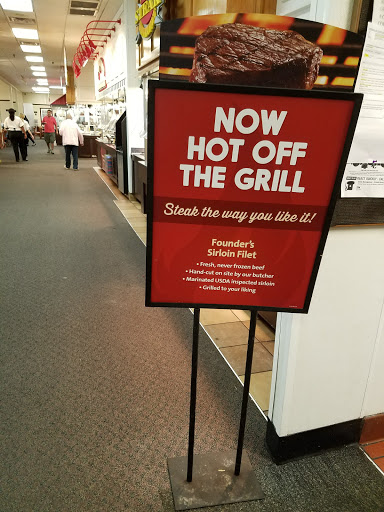 NOW
HOT OFF
THE GRILL
Steak the way you like it!
Founder's
Sirloin Filet
• Fresh, never frozen beef
• Hand-cut on site by our butcher
• Marinated USDA inspected sirloin
• Grilled to your liking